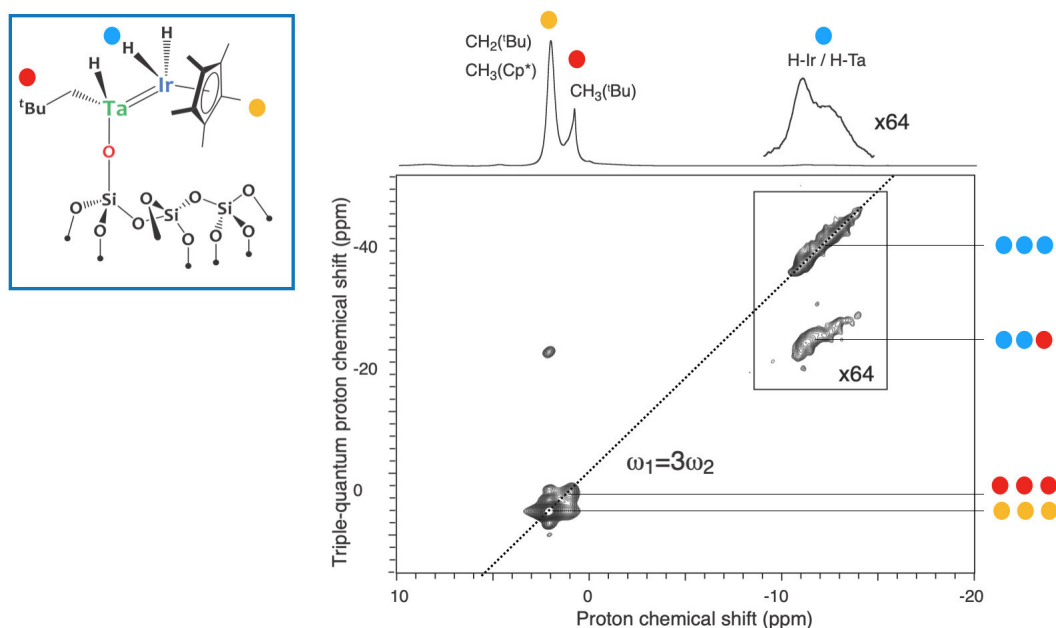 H
H
H
Ir
ᵗBu
Ta
O
Si
O
O
O
O
Si
O
O
Si
O
O
O
CH₂(ᵗBu)
CH₃(Cp*)
CH₃(ᵗBu)
H-Ir / H-Ta
x64
Triple-quantum proton chemical shift (ppm)
-40
-20
0
x64
ω₁=3ω₂
10
0
-10
-20
Proton chemical shift (ppm)